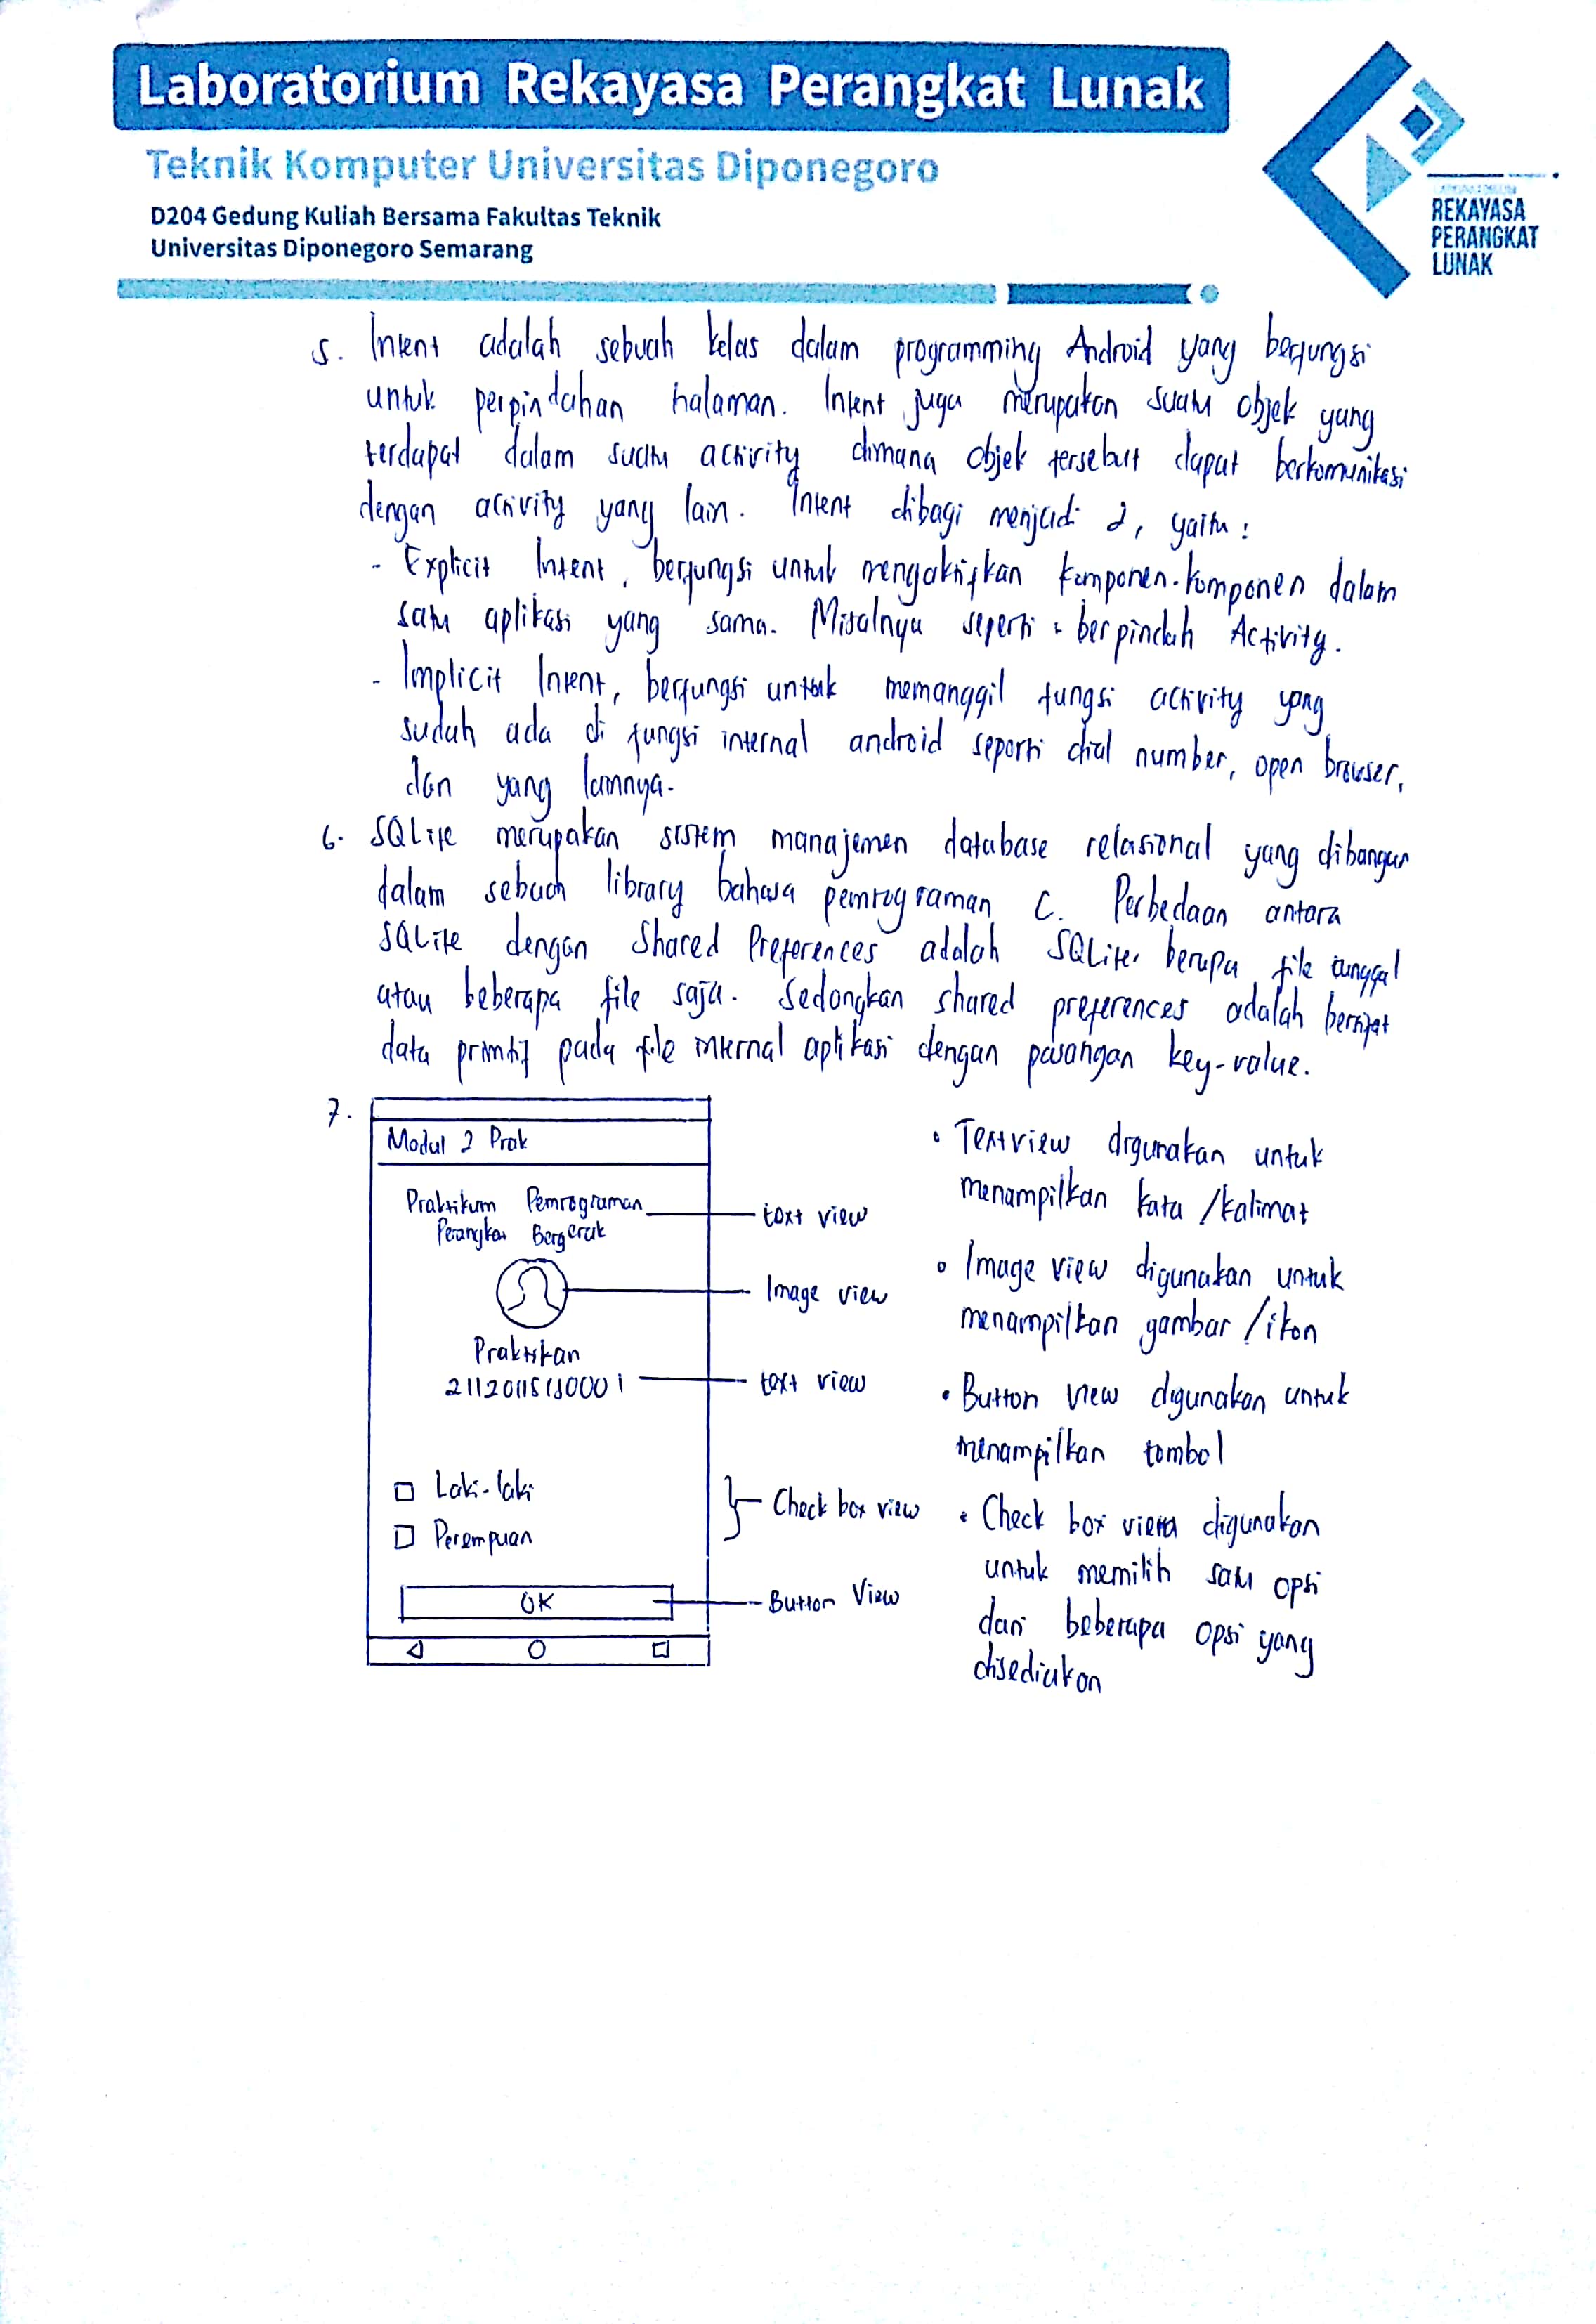 Laboratorium Rekayasa Perangkat Lunak
Teknik Komputer Universitas Diponegoro
D204 Gedung Kuliah Bersama Fakultas Teknik
Universitas Diponegoro Semarang
REKAYASA
PERANGKAT
LUNAK
5. Intent adalah sebuah kelas dalam programming Android yang berfungsi
untuk perpindahan halaman. Intent juga merupakan suatu objek yang
terdapat dalam suatu activity dimana objek tersebut dapat berkomunikasi
dengan activity yang lain. Intent dibagi menjadi 2, yaitu :
- Explicit Intent, berfungsi untuk mengaktifkan komponen-komponen dalam
satu aplikasi yang sama. Misalnya seperti : berpindah Activity.
- Implicit Intent, berfungsi untuk memanggil fungsi activity yang
sudah ada di fungsi internal android seperti dial number, open browser,
dan yang lainnya.
6. SQLite merupakan sistem manajemen database relasional yang dibangun
dalam sebuah library bahasa pemrograman C. Perbedaan antara
SQLite dengan Shared Preferences adalah SQLite berupa file tunggal
atau beberapa file saja. Sedangkan shared preferences adalah bersifat
data primitif pada file internal aplikasi dengan pasangan key-value.
7.
Modul 2 Prak
Praktikum Pemrograman
Perangkat Bergerak
text view
Image view
Praktikan
text view
Laki-laki
Perempuan
Check box view
OK
Button View
• Textview digunakan untuk
menampilkan kata /kalimat
• Image view digunakan untuk
menampilkan gambar /ikon
• Button view digunakan untuk
menampilkan tombol
• Check box view digunakan
untuk memilih satu opsi
dari beberapa opsi yang
disediakan